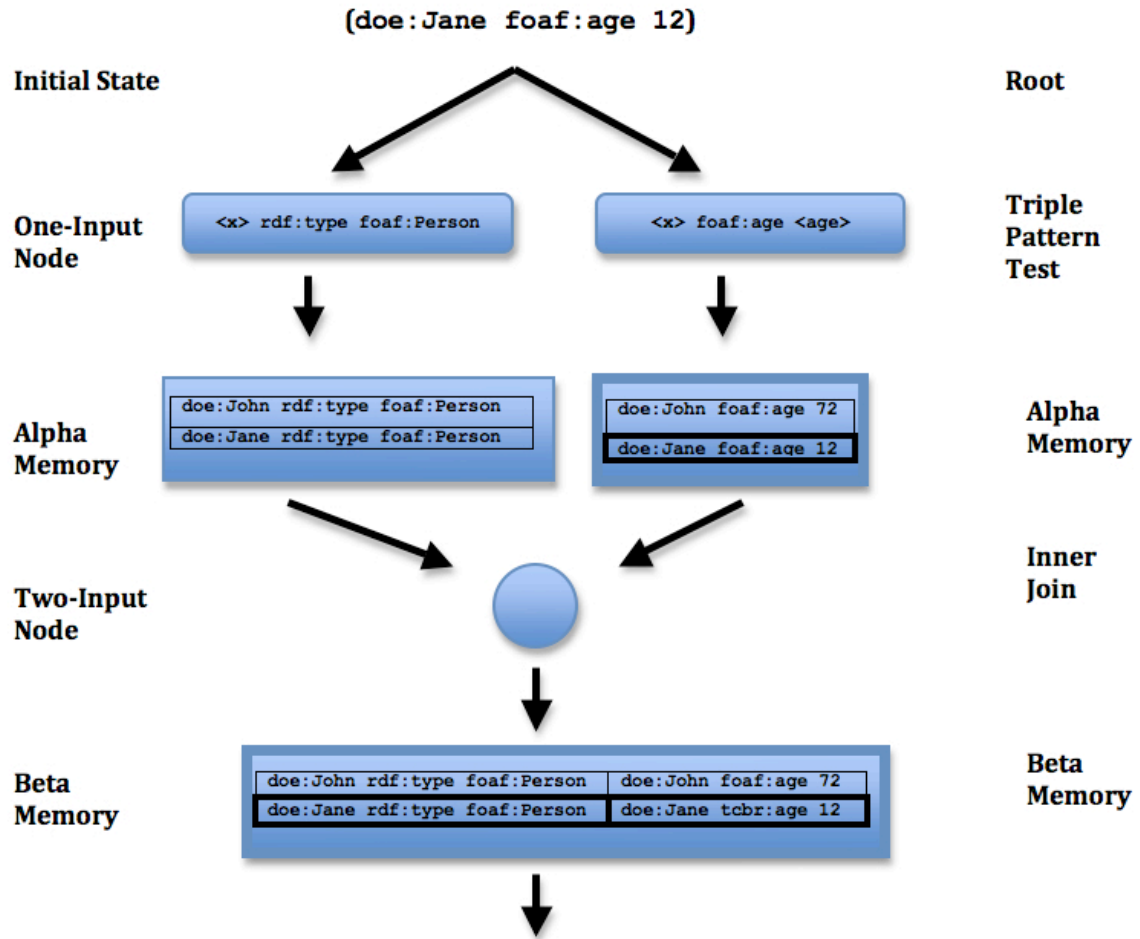 (doe:Jane foaf:age 12)
Initial State
Root
One-Input
Node
<x> rdf:type foaf:Person
<x> foaf:age <age>
Triple
Pattern
Test
Alpha
Memory
doe:John rdf:type foaf:Person
doe:Jane rdf:type foaf:Person
doe:John foaf:age 72
doe:Jane foaf:age 12
Alpha
Memory
Two-Input
Node
Inner
Join
Beta
Memory
doe:John rdf:type foaf:Person doe:John foaf:age 72
doe:Jane rdf:type foaf:Person doe:Jane tcbr:age 12
Beta
Memory